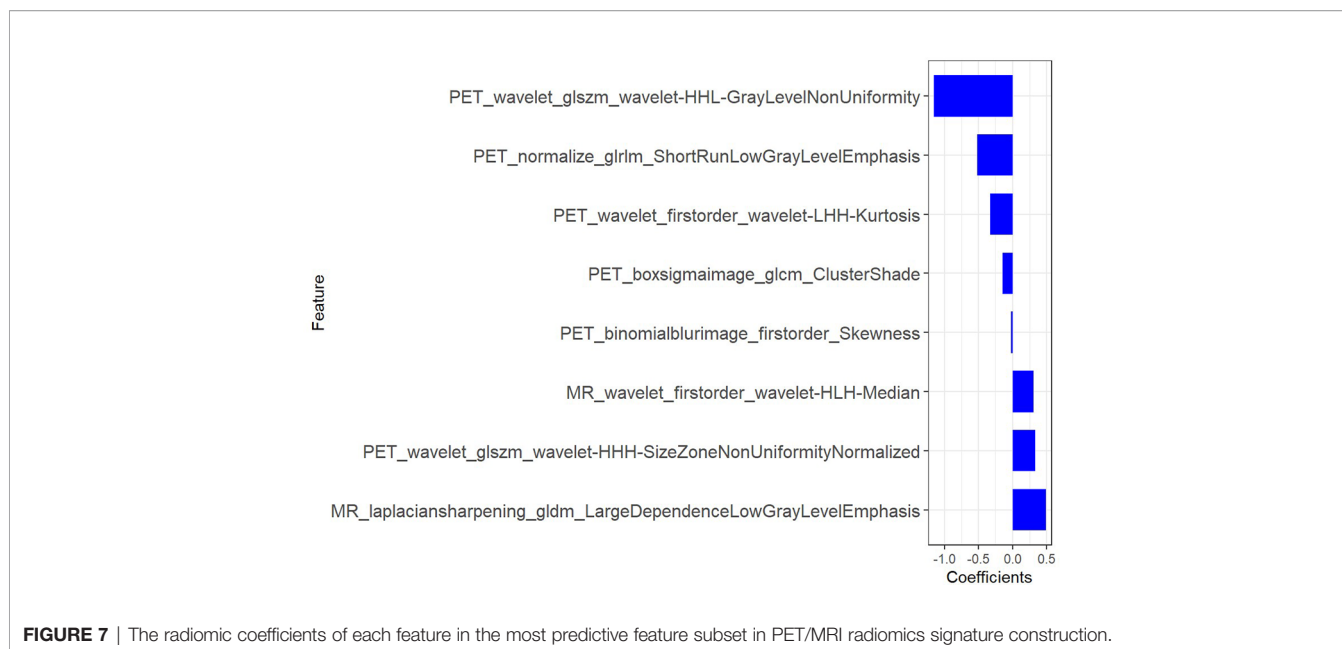 PET_wavelet_glszm_wavelet-HHL-GrayLevelNonUniformity
PET_normalize_glrlm_ShortRunLowGrayLevelEmphasis
PET_wavelet_firstorder_wavelet-LHH-Kurtosis
PET_boxsigmaimage_glcm_ClusterShade
Feature
PET_binomialblurimage_firstorder_Skewness
MR_wavelet_firstorder_wavelet-HLH-Median
PET_wavelet_glszm_wavelet-HHH-SizeZoneNonUniformityNormalized
MR_laplaciansharpening_gldm_LargeDependenceLowGrayLevelEmphasis
-1.0 -0.5 0.0 0.5
Coefficients
FIGURE 7 | The radiomic coefficients of each feature in the most predictive feature subset in PET/MRI radiomics signature construction.